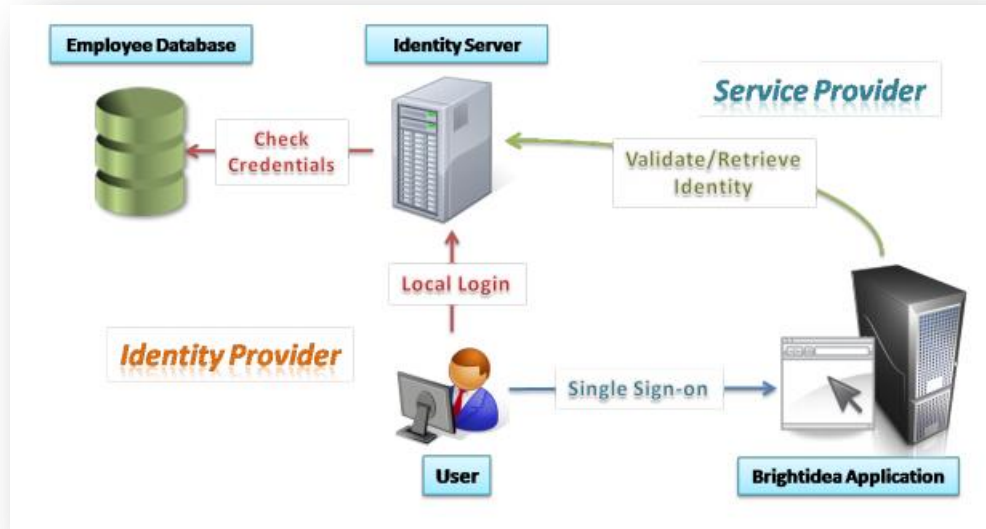 Employee Database
Identity Server
Service Provider
Check
Credentials
Validate/Retrieve
Identity
Local Login
Identity Provider
Single Sign-on
User
Brightidea Application